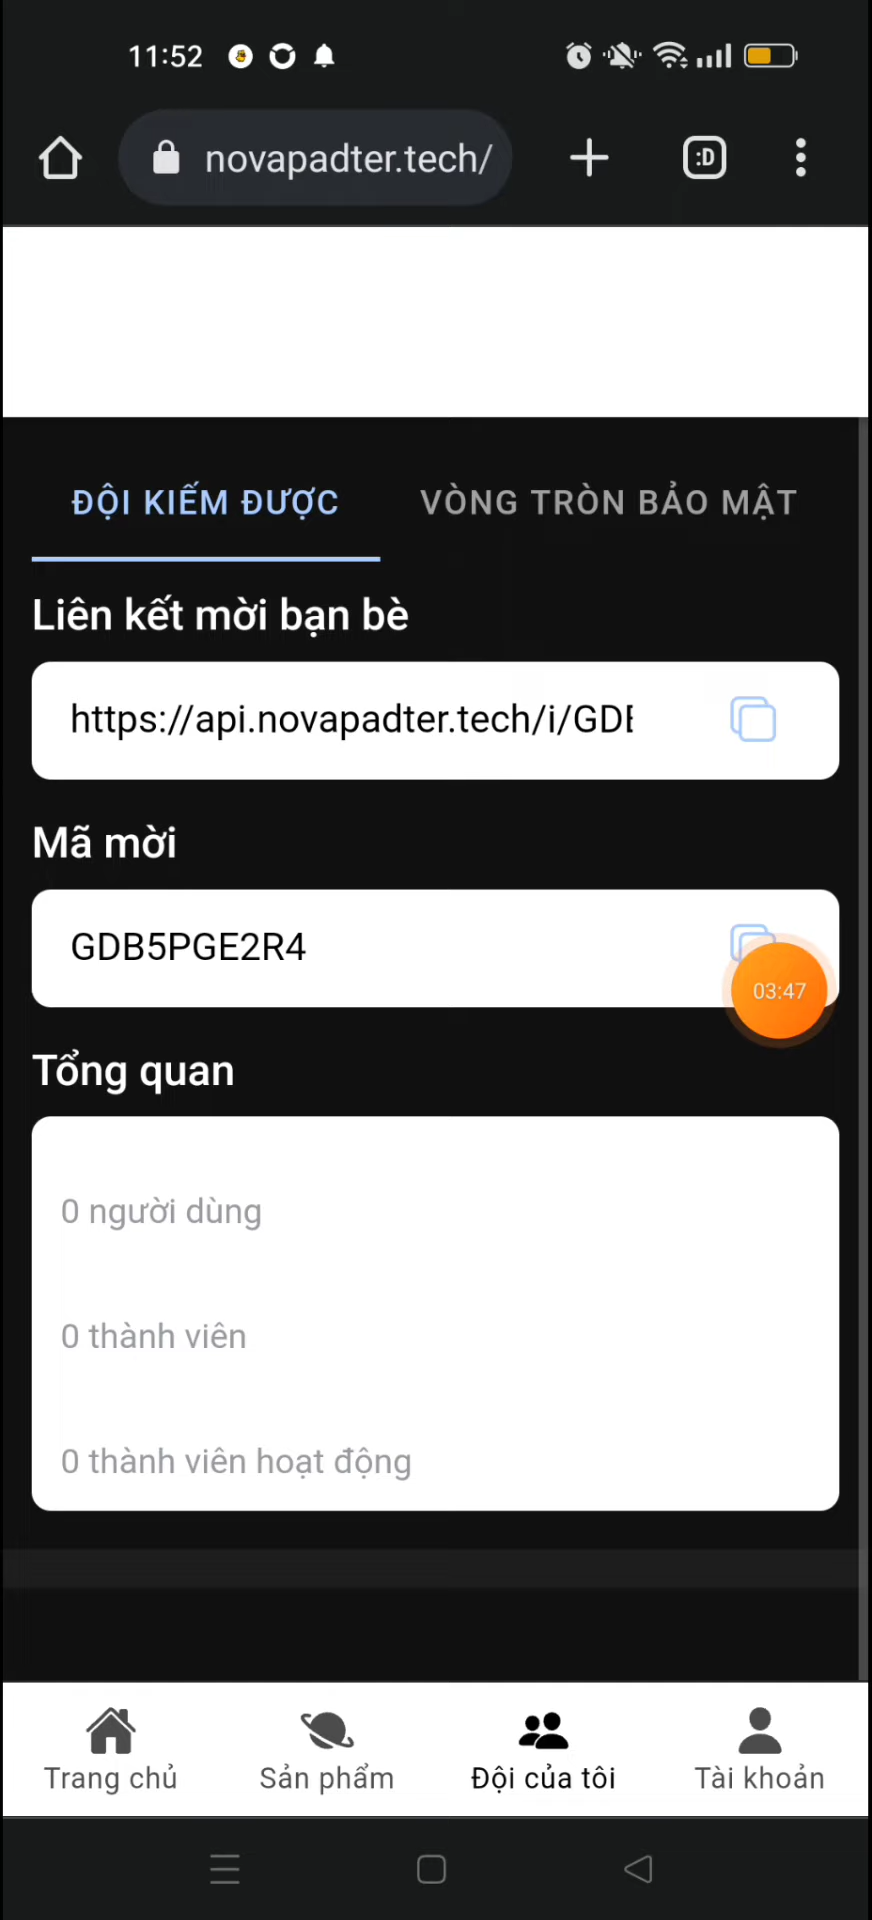 11:52
novapadter.tech/
:D
ĐỘI KIẾM ĐƯỢC
VÒNG TRÒN BẢO MẬT
Liên kết mời bạn bè
https://api.novapadter.tech/i/GD
Mã mời
GDB5PGE2R4
03:47
Tổng quan
0 người dùng
0 thành viên
0 thành viên hoạt động
Trang chủ
Sản phẩm
Đội của tôi
Tài khoản